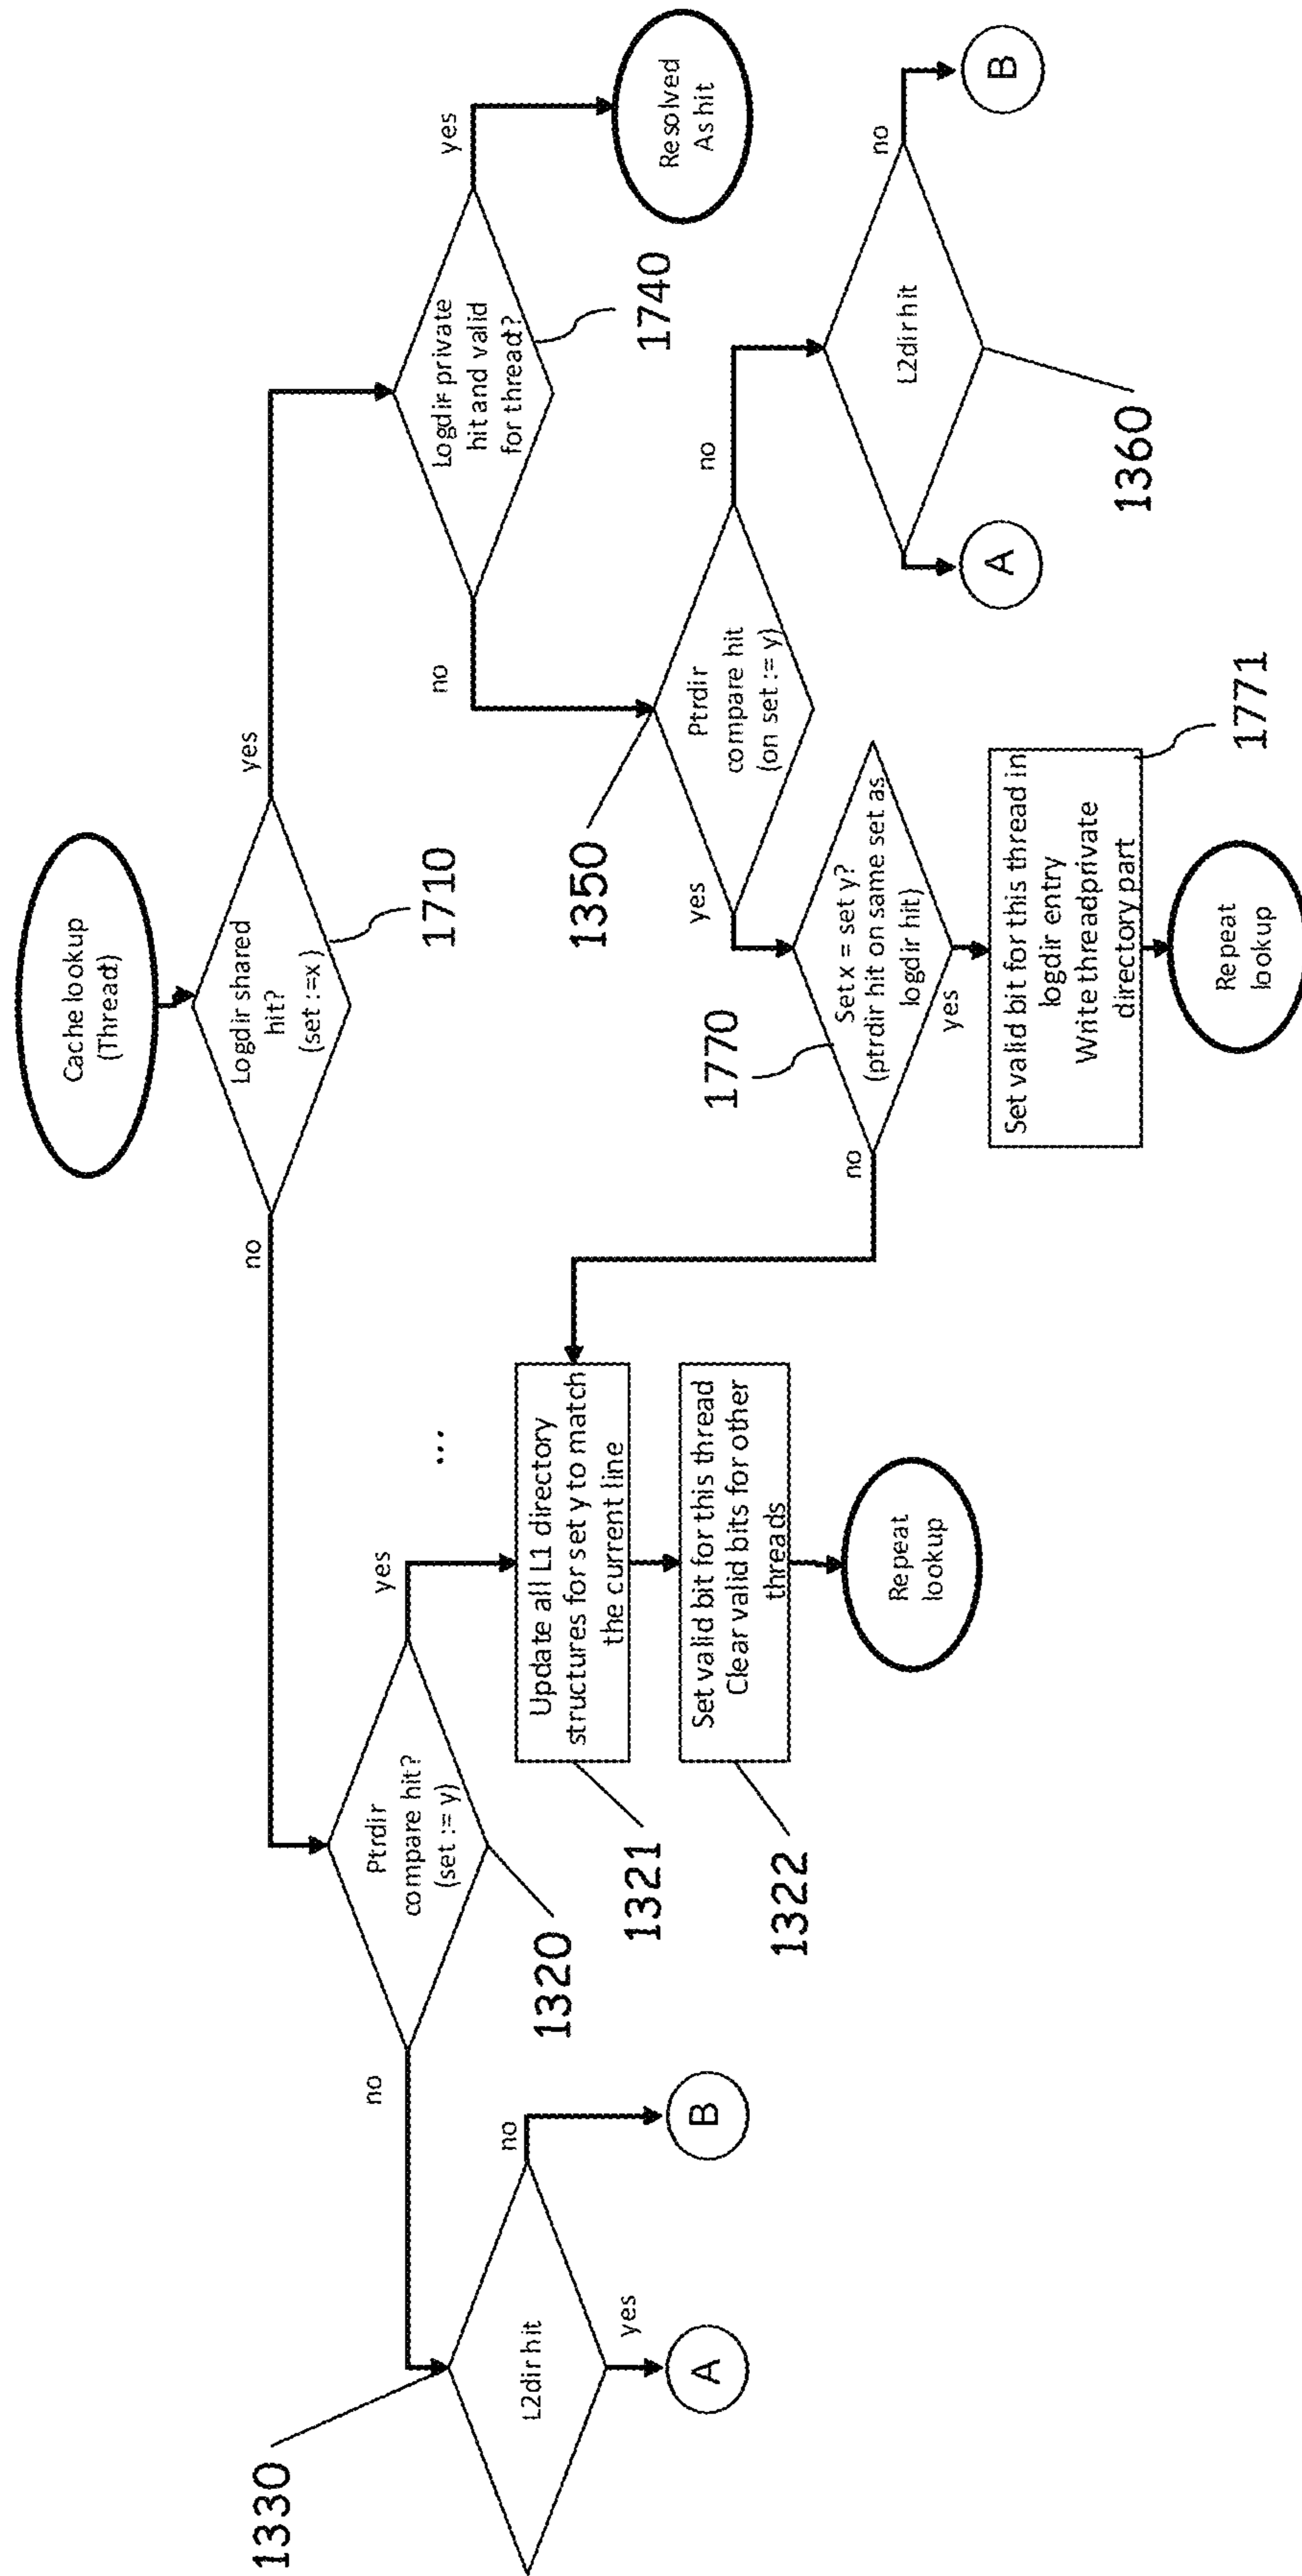 Cache lookup
(Thread)
Logdir shared
hit?
(set :=x )
1710
no
yes
Logdir private
hit and valid
for thread?
1740
yes
Resolved
As hit
no
Ptrdir
compare hit?
(set := y)
1320
no
yes
...
Ptrdir
compare hit
(on set := y)
1350
no
yes
L2dir hit
1330
no
B
yes
A
Update all L1 directory
structures for set y to match
the current line
1321
Set valid bit for this thread
Clear valid bits for other
threads
1322
Repeat
lookup
Set x = set y?
(ptrdir hit on same set as
logdir hit)
1770
no
yes
L2dir hit
1360
no
B
A
Set valid bit for this thread in
logdir entry
Write threadprivate
directory part
1771
Repeat
lookup